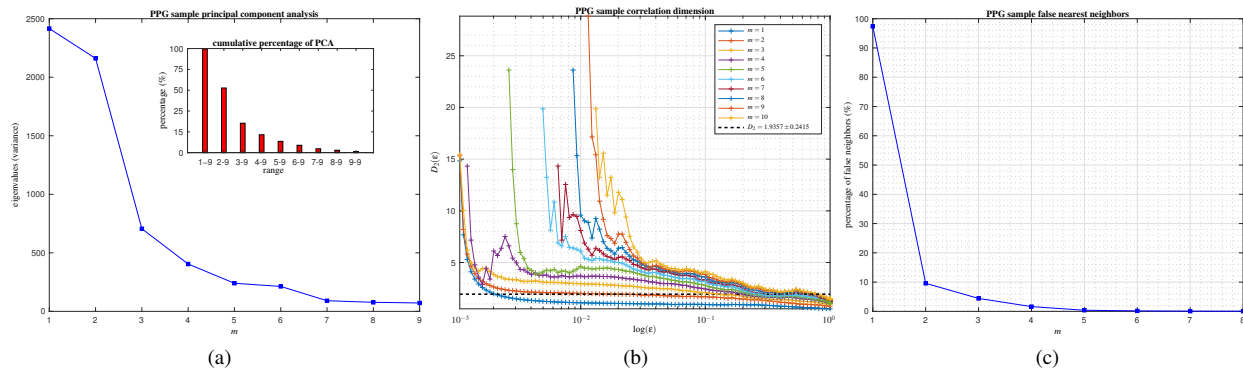 PPG sample principal component analysis
2500
2000
1500
1000
500
0
eigenvalues (variance)
1 2 3 4 5 6 7 8 9
m
cumulative percentage of PCA
100
75
50
25
15
0
percentage (%)
1-9 2-9 3-9 4-9 5-9 6-9 7-9 8-9 9-9
range
(a)
PPG sample correlation dimension
25
20
15
10
5
D₂(ε)
10⁻³ 10⁻² 10⁻¹ 10⁰
log(ε)
m = 1
m = 2
m = 3
m = 4
m = 5
m = 6
m = 7
m = 8
m = 9
m = 10
D₂ = 1.9357±0.2415
(b)
PPG sample false nearest neighbors
100
90
80
70
60
50
40
30
20
10
0
percentage of false neighbors (%)
1 2 3 4 5 6 7 8
m
(c)